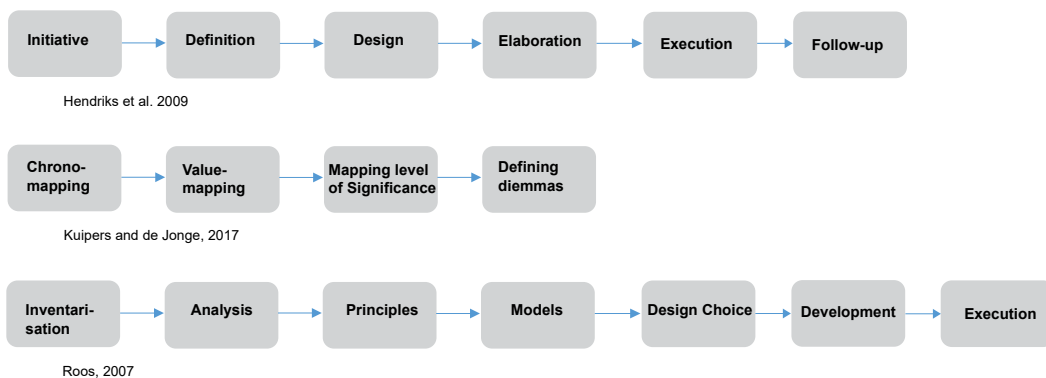 Initiative
Definition
Design
Elaboration
Execution
Follow-up
Hendriks et al. 2009
Chrono-
mapping
Value-
mapping
Mapping level
of Significance
Defining
diemmas
Kuipers and de Jonge, 2017
Inventari-
sation
Analysis
Principles
Models
Design Choice
Development
Execution
Roos, 2007